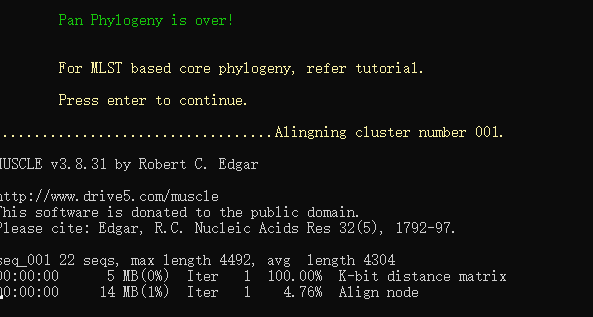 Pan Phylogeny is over!
For MLST based core phylogeny, refer tutorial.
Press enter to continue.
..................................Alingning cluster number 001.
MUSCLE v3.8.31 by Robert C. Edgar
http://www.drive5.com/muscle
This software is donated to the public domain.
Please cite: Edgar, R.C. Nucleic Acids Res 32(5), 1792-97.
seq_001 22 seqs, max length 4492, avg  length 4304
00:00:00      5 MB(0%)  Iter   1  100.00%  K-bit distance matrix
00:00:00     14 MB(1%)  Iter   1    4.76%  Align node